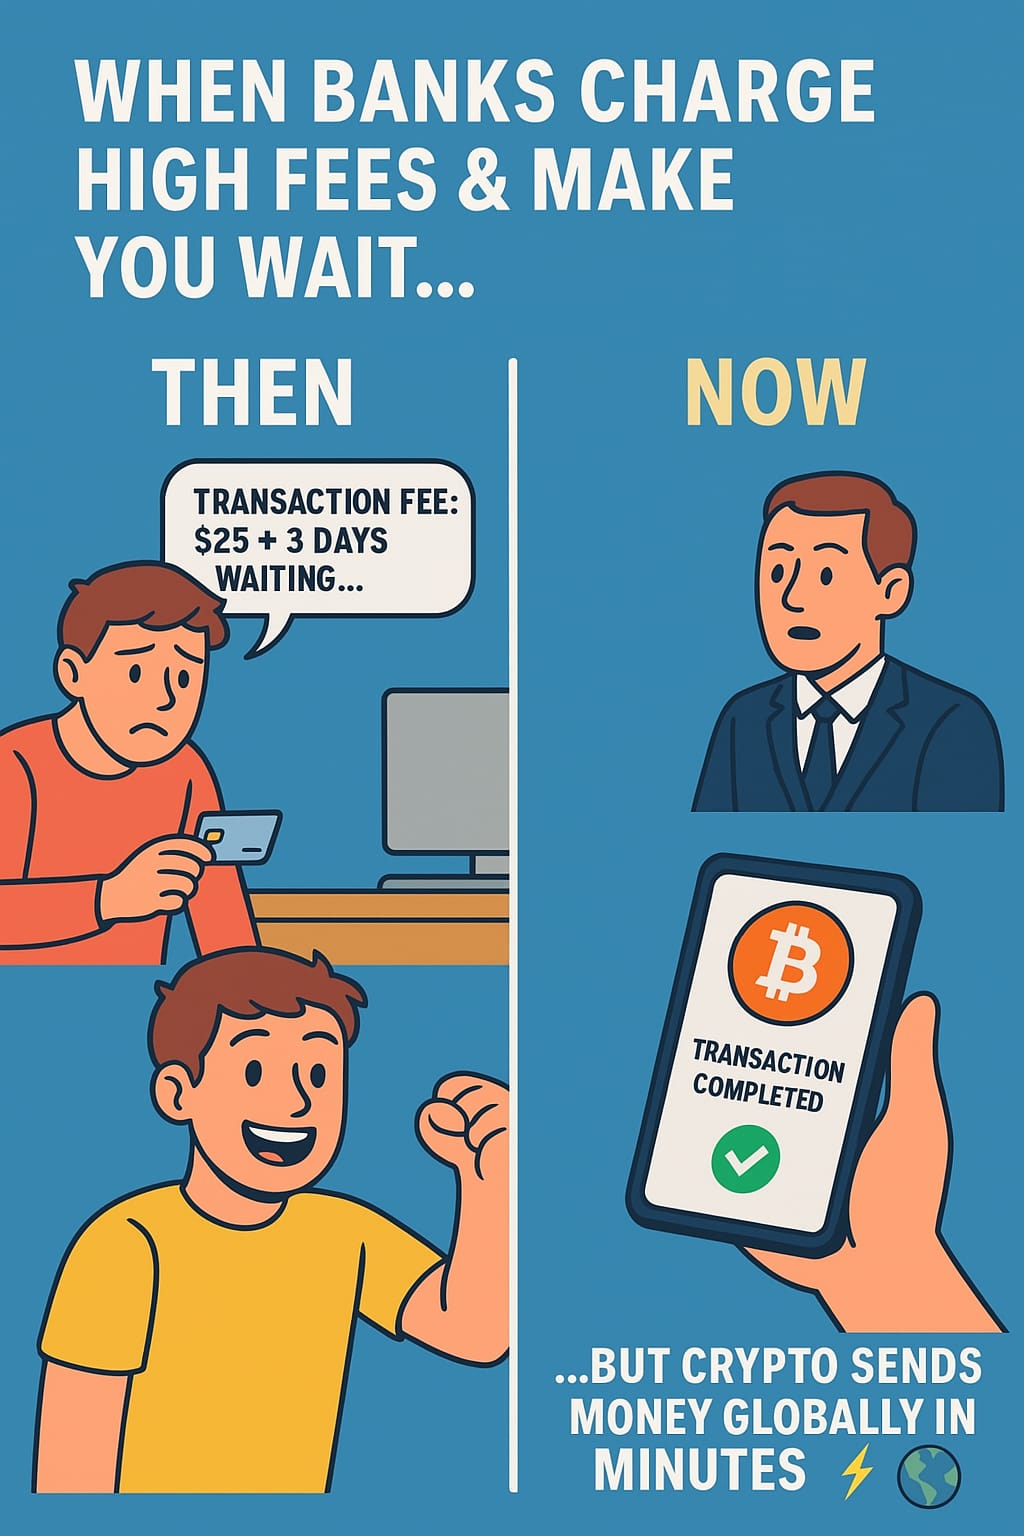 WHEN BANKS CHARGE
HIGH FEES & MAKE
YOU WAIT...
THEN
NOW
TRANSACTION FEE:
$25 + 3 DAYS
WAITING...
TRANSACTION
COMPLETED
...BUT CRYPTO SENDS
MONEY GLOBALLY IN
MINUTES ⚡ 🌎